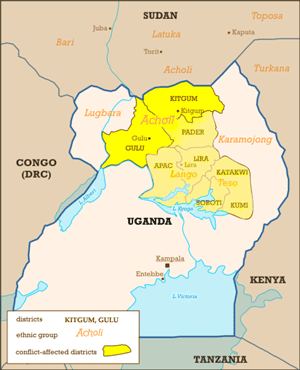 SUDAN
Toposa
Juba
Latuka
Kaputa
Bari
Torit
Acholi
Turkana
KITGUM
Lugbara
Kitgum
Acholi
PADER
Gulu
GULU
Karamojong
CONGO
(DRC)
APAC
LIRA
Lira
Lango
KATAKWI
Teso
L. Albert
L. Kyoga
SOROTI
KUMI
UGANDA
Kampala
Entebbe
KENYA
L. Victoria
districts KITGUM, GULU
ethnic group Acholi
conflict-affected districts
TANZANIA